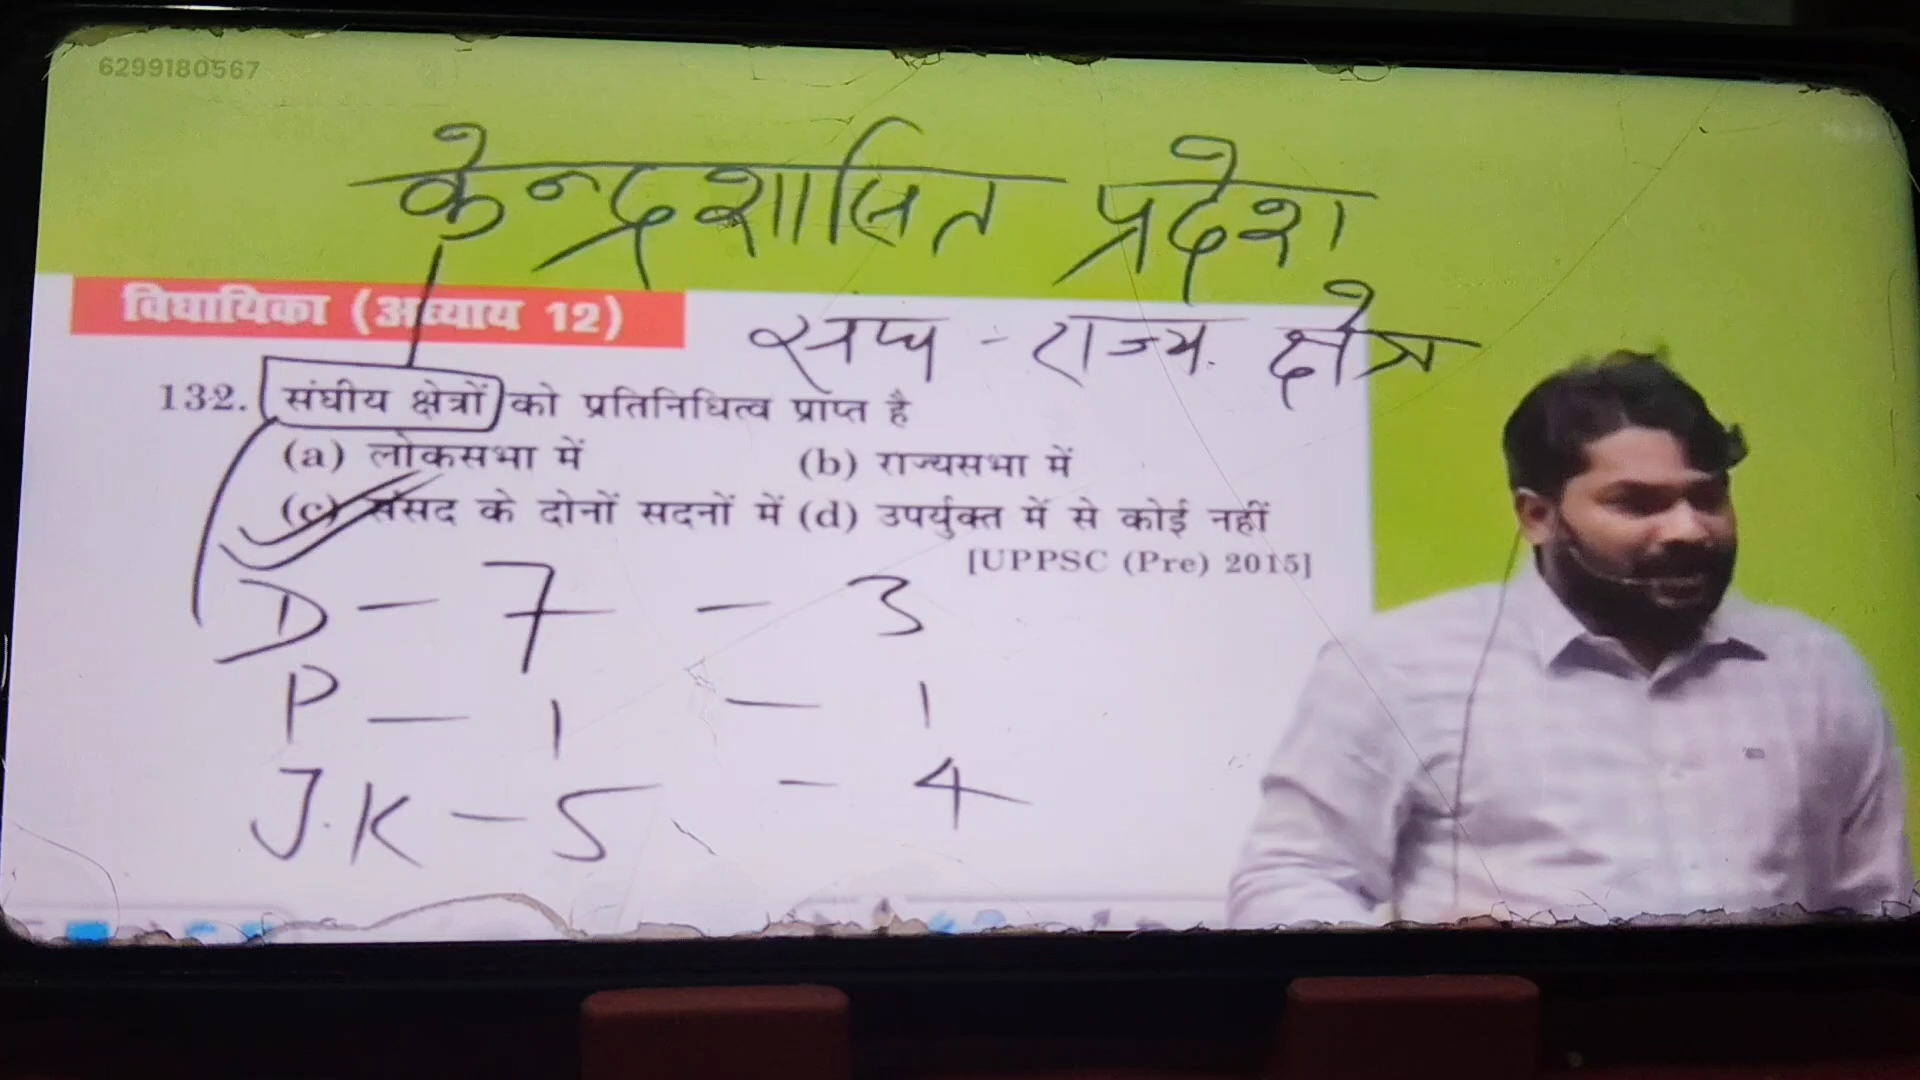 6299180567
केन्द्रशासित प्रदेश
विधायिका (अध्याय 12)
संघ - राज्य क्षेत्र
132. संघीय क्षेत्रों को प्रतिनिधित्व प्राप्त है
(a) लोकसभा में (b) राज्यसभा में
(c) संसद के दोनों सदनों में (d) उपर्युक्त में से कोई नहीं
[UPPSC (Pre) 2015]
D - 7 - 3
P - 1 - 1
J.K - 5 - 4